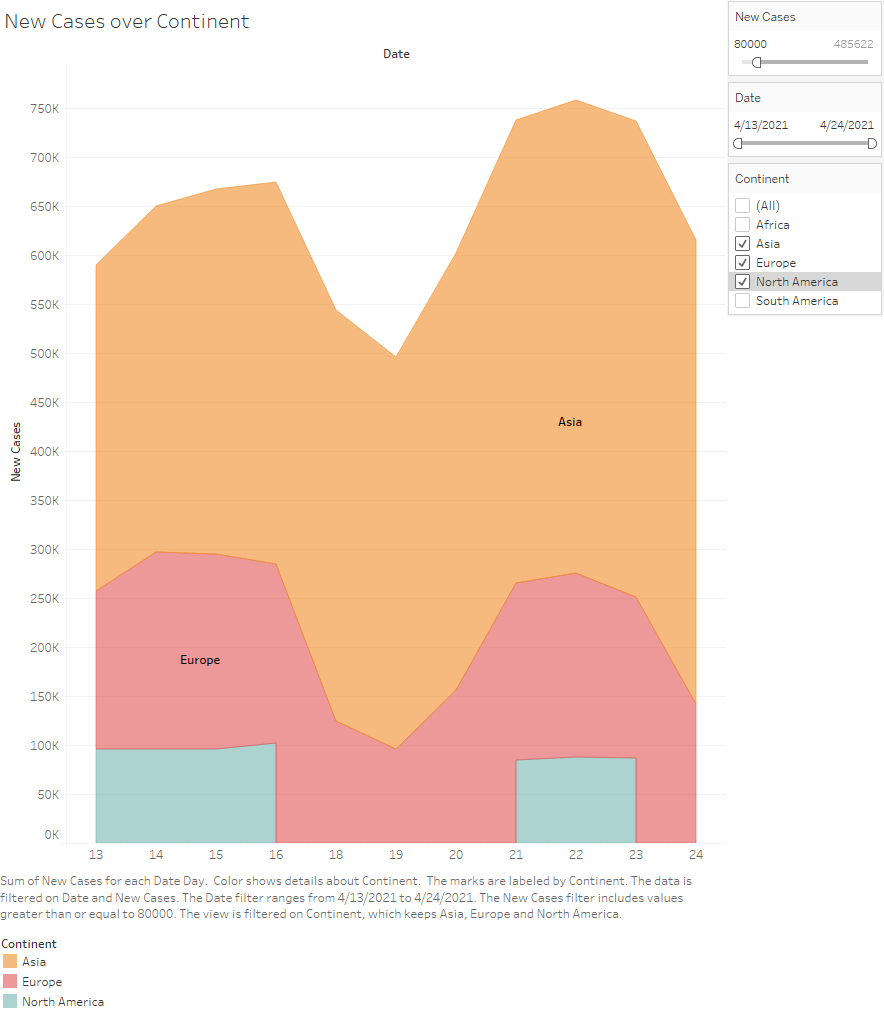 New Cases over Continent
Date
750K
700K
650K
600K
550K
500K
450K
400K
350K
300K
250K
200K
150K
100K
50K
0K
New Cases
Asia
Europe
13 14 15 16 18 19 20 21 22 23 24
Sum of New Cases for each Date Day. Color shows details about Continent. The marks are labeled by Continent. The data is
filtered on Date and New Cases. The Date filter ranges from 4/13/2021 to 4/24/2021. The New Cases filter includes values
greater than or equal to 80000. The view is filtered on Continent, which keeps Asia, Europe and North America.
Continent
Asia
Europe
North America
New Cases
80000 485622
Date
4/13/2021 4/24/2021
Continent
(All)
Africa
Asia
Europe
North America
South America